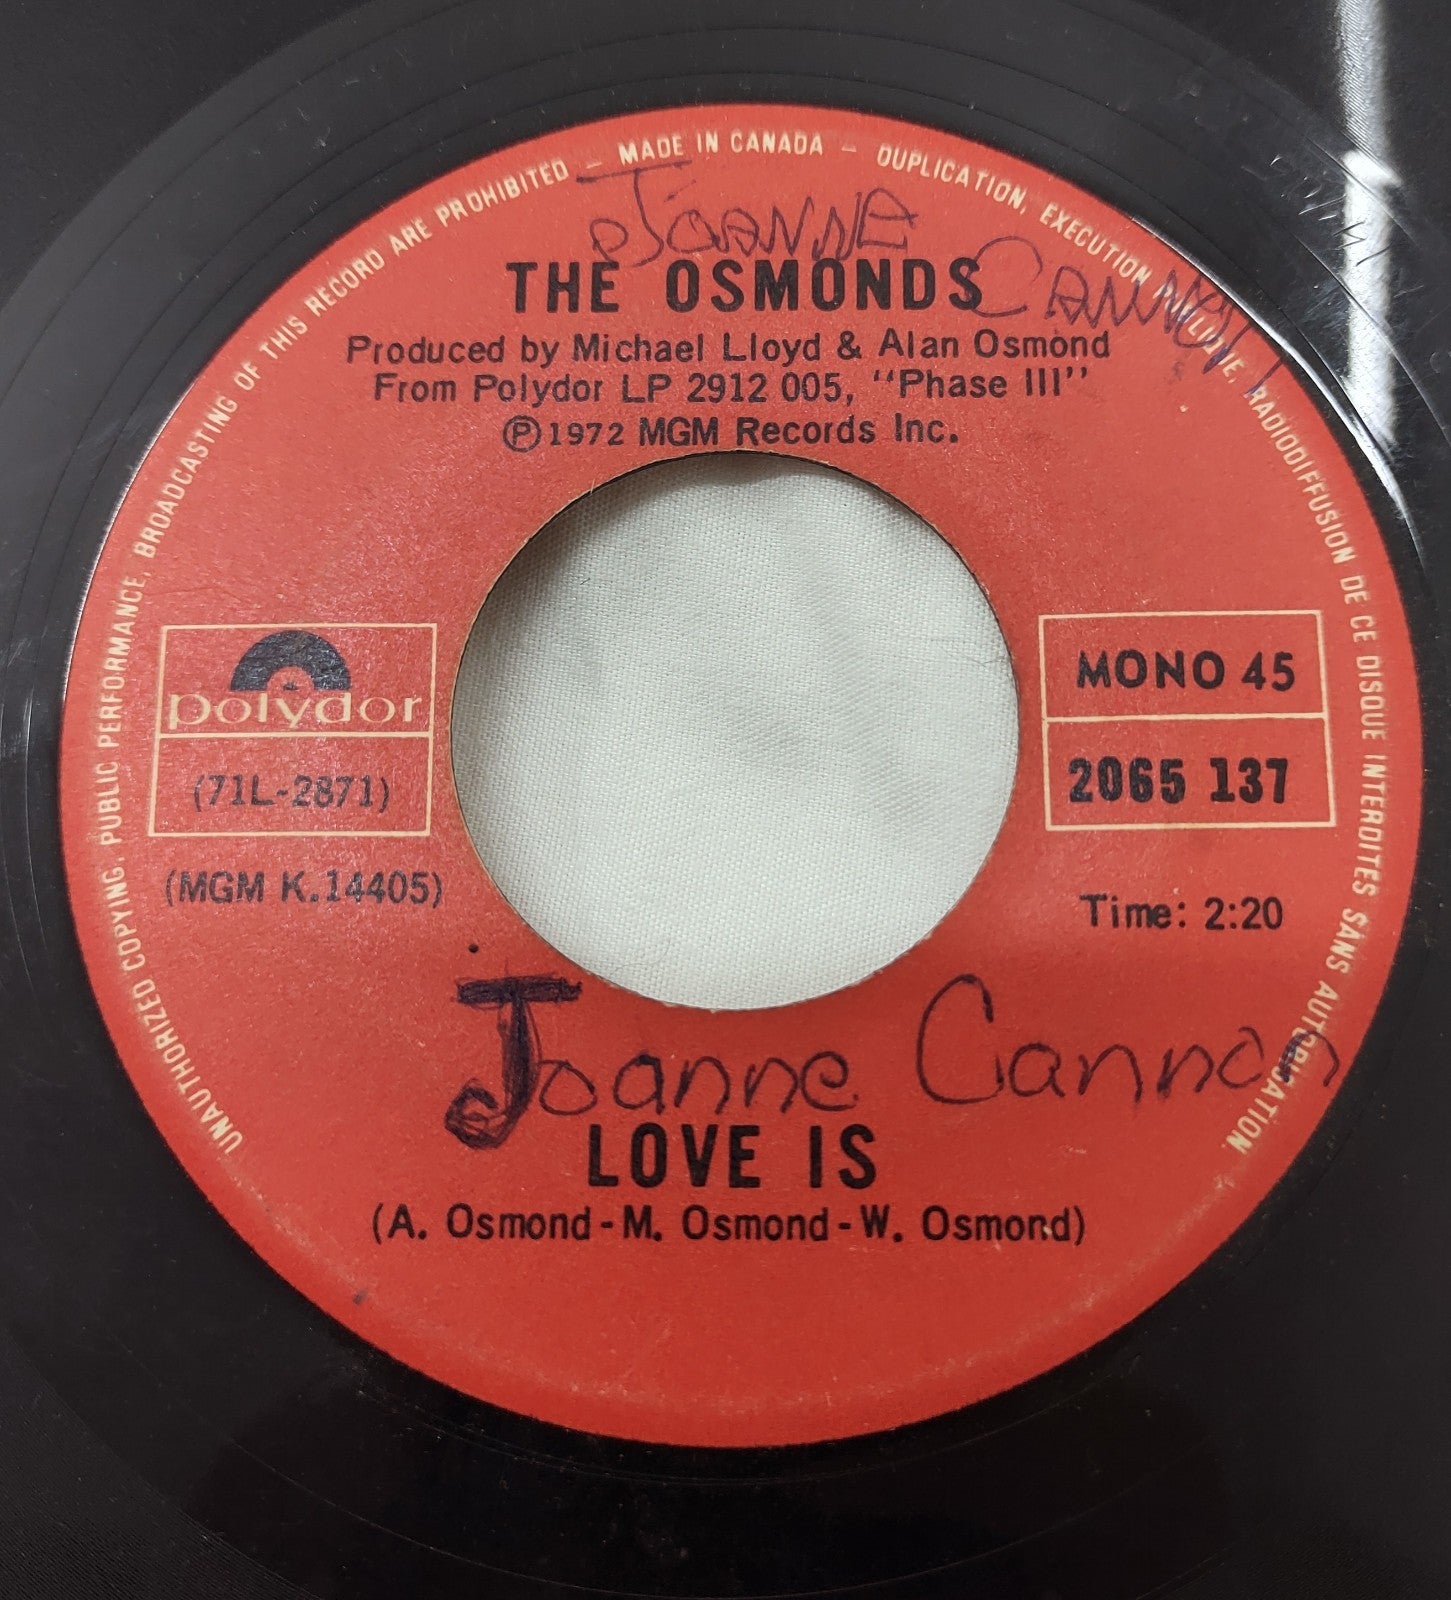 UNAUTHORIZED COPYING, PUBLIC PERFORMANCE, BROADCASTING OF THIS RECORD ARE PROHIBITED – MADE IN CANADA – DUPLICATION, EXECUTION PUBLIQUE, RADIODIFFUSION DE CE DISQUE INTERDITES SANS AUTORISATION.
Joanne
Cannon
THE OSMONDS
Produced by Michael Lloyd & Alan Osmond
From Polydor LP 2912 005, "Phase III"
℗1972 MGM Records Inc.
polydor
(71L-2871)
(MGM K.14405)
MONO 45
2065 137
Time: 2:20
Joanne Cannon
LOVE IS
(A. Osmond - M. Osmond - W. Osmond)